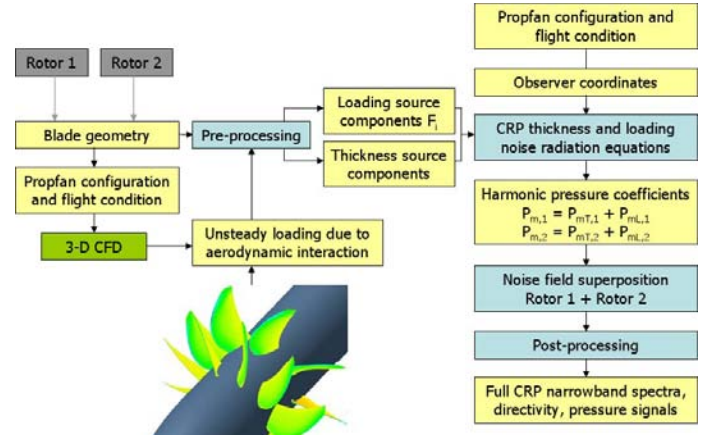 Rotor 1
Rotor 2
Blade geometry
Propfan configuration
and flight condition
3-D CFD
Pre-processing
Unsteady loading due to
aerodynamic interaction
Loading source
components Fᵢ
Thickness source
components
Propfan configuration and
flight condition
Observer coordinates
CRP thickness and loading
noise radiation equations
Harmonic pressure coefficients
Pm,1 = PmT,1 + PmL,1
Pm,2 = PmT,2 + PmL,2
Noise field superposition
Rotor 1 + Rotor 2
Post-processing
Full CRP narrowband spectra,
directivity, pressure signals